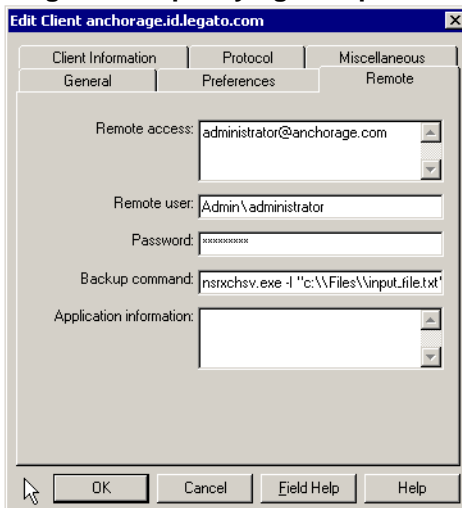 Edit Client anchorage.id.legato.com
Client Information Protocol Miscellaneous
General Preferences Remote
Remote access: administrator@anchorage.com
Remote user: Admin\administrator
Password: ********* 
Backup command: nsrxchsv.exe -I "c:\\Files\\input_file.txt"
Application information:
OK Cancel Field Help Help